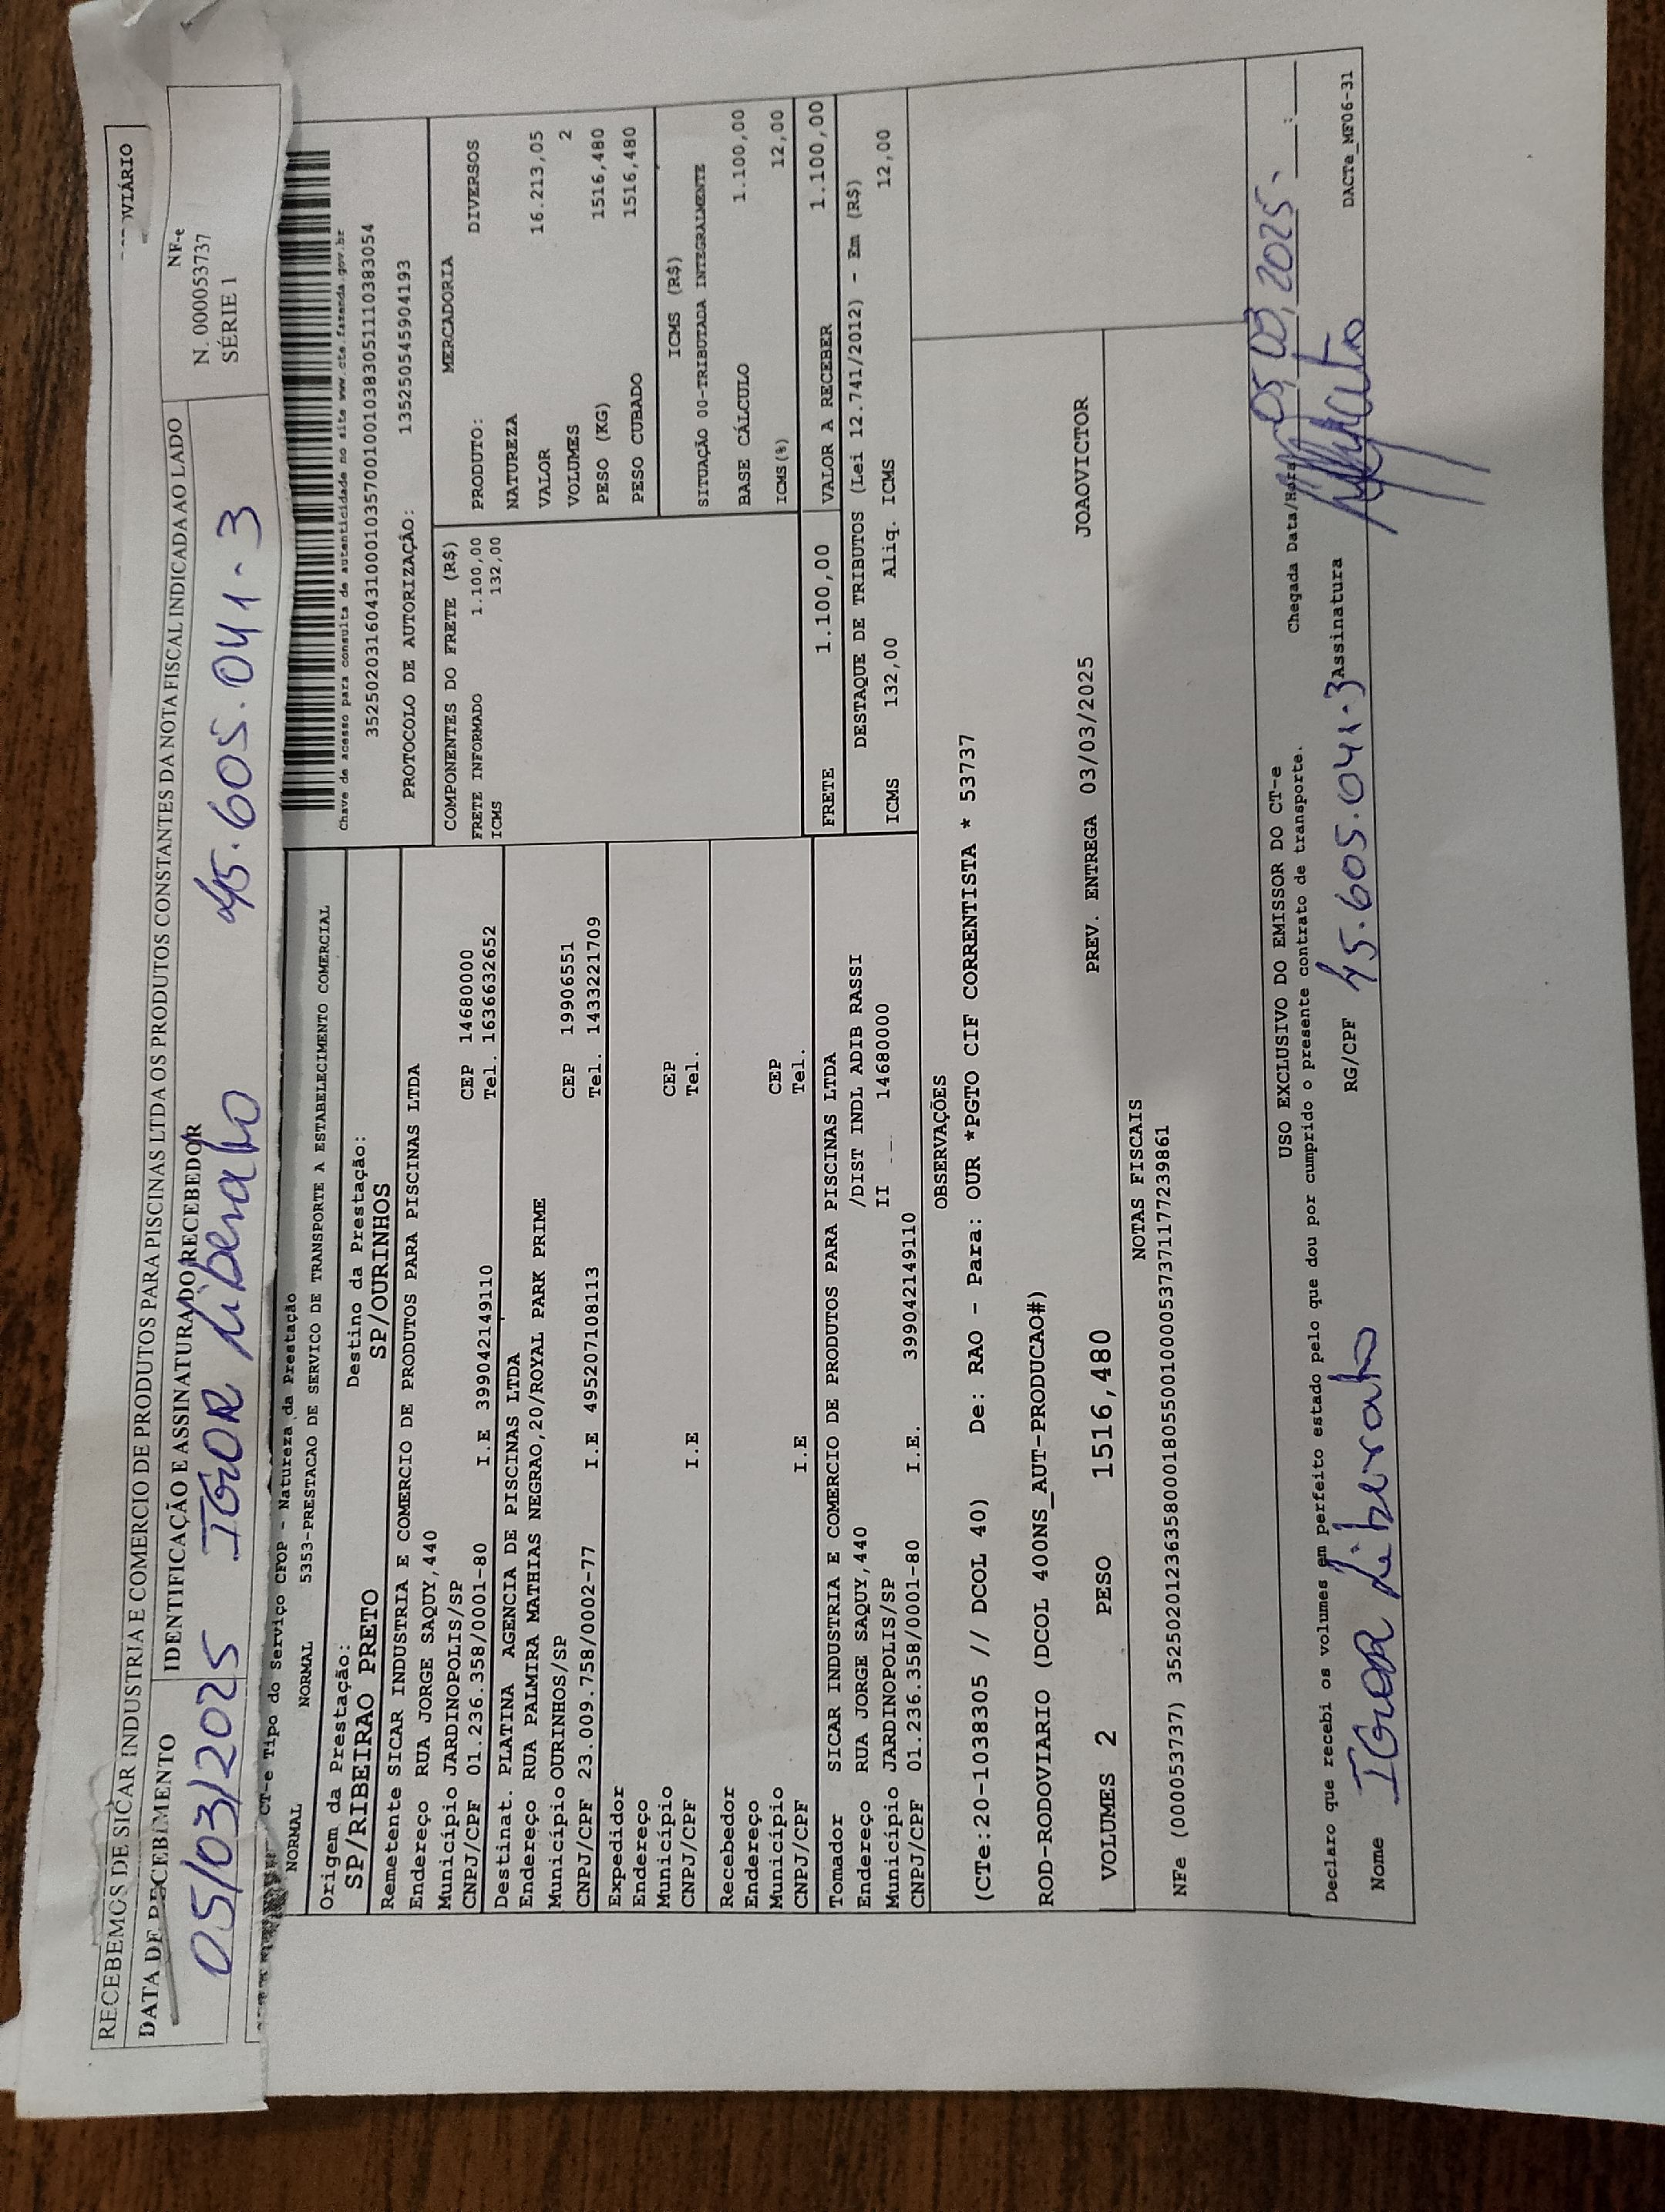 OVIÁRIO
RECEBEMOS DE SICAR INDUSTRIA E COMERCIO DE PRODUTOS PARA PISCINAS LTDA OS PRODUTOS CONSTANTES DA NOTA FISCAL INDICADA AO LADO
DATA DE RECEBIMENTO
IDENTIFICAÇÃO E ASSINATURA DO RECEBEDOR
NF-e
N. 000053737
SÉRIE 1
05/03/2025 IGOR Liberato 45.605.041-3
CT-e Tipo do Serviço CFOP - Natureza da Prestação
NORMAL NORMAL 5353-PRESTACAO DE SERVICO DE TRANSPORTE A ESTABELECIMENTO COMERCIAL
Chave de acesso para consulta de autenticidade no site www.cte.fazenda.gov.br
35250203160431000103570010010383051110383054
PROTOCOLO DE AUTORIZAÇÃO: 135250545904193
Origem da Prestação:
SP/RIBEIRAO PRETO
Destino da Prestação:
SP/OURINHOS
Remetente SICAR INDUSTRIA E COMERCIO DE PRODUTOS PARA PISCINAS LTDA
Endereço RUA JORGE SAQUY,440
Município JARDINOPOLIS/SP CEP 14680000
CNPJ/CPF 01.236.358/0001-80 I.E 399042149110 Tel. 1636632652
Destinat. PLATINA AGENCIA DE PISCINAS LTDA
Endereço RUA PALMIRA MATHIAS NEGRAO,20/ROYAL PARK PRIME
Município OURINHOS/SP CEP 19906551
CNPJ/CPF 23.009.758/0002-77 I.E 495207108113 Tel. 1433221709
Expedidor
Endereço
Município CEP
CNPJ/CPF I.E Tel.
Recebedor
Endereço
Município CEP
CNPJ/CPF I.E Tel.
Tomador SICAR INDUSTRIA E COMERCIO DE PRODUTOS PARA PISCINAS LTDA
Endereço RUA JORGE SAQUY,440 /DIST INDL ADIB RASSI
Município JARDINOPOLIS/SP II 14680000
CNPJ/CPF 01.236.358/0001-80 I.E. 399042149110
COMPONENTES DO FRETE (R$)
FRETE INFORMADO 1.100,00
ICMS 132,00
MERCADORIA
PRODUTO: DIVERSOS
NATUREZA
VALOR 16.213,05
VOLUMES 2
PESO (KG) 1516,480
PESO CUBADO 1516,480
ICMS (R$)
SITUAÇÃO 00-TRIBUTADA INTEGRALMENTE
BASE CÁLCULO 1.100,00
ICMS(%) 12,00
FRETE 1.100,00 VALOR A RECEBER 1.100,00
DESTAQUE DE TRIBUTOS (Lei 12.741/2012) - Em (R$)
ICMS 132,00 Aliq. ICMS 12,00
OBSERVAÇÕES
(CTe:20-1038305 // DCOL 40) De: RAO - Para: OUR *PGTO CIF CORRENTISTA * 53737
ROD-RODOVIARIO (DCOL 400NS_AUT-PRODUCAO#)
VOLUMES 2 PESO 1516,480 PREV. ENTREGA 03/03/2025 JOAOVICTOR
NOTAS FISCAIS
NFe (000053737) 35250201236358000180550010000537371177239861
USO EXCLUSIVO DO EMISSOR DO CT-e
Declaro que recebi os volumes em perfeito estado pelo que dou por cumprido o presente contrato de transporte.
Chegada Data/Hora 05, 03, 2025
Nome IGOR Liberato RG/CPF 45.605.041-3 Assinatura
DACTe_MF06-31